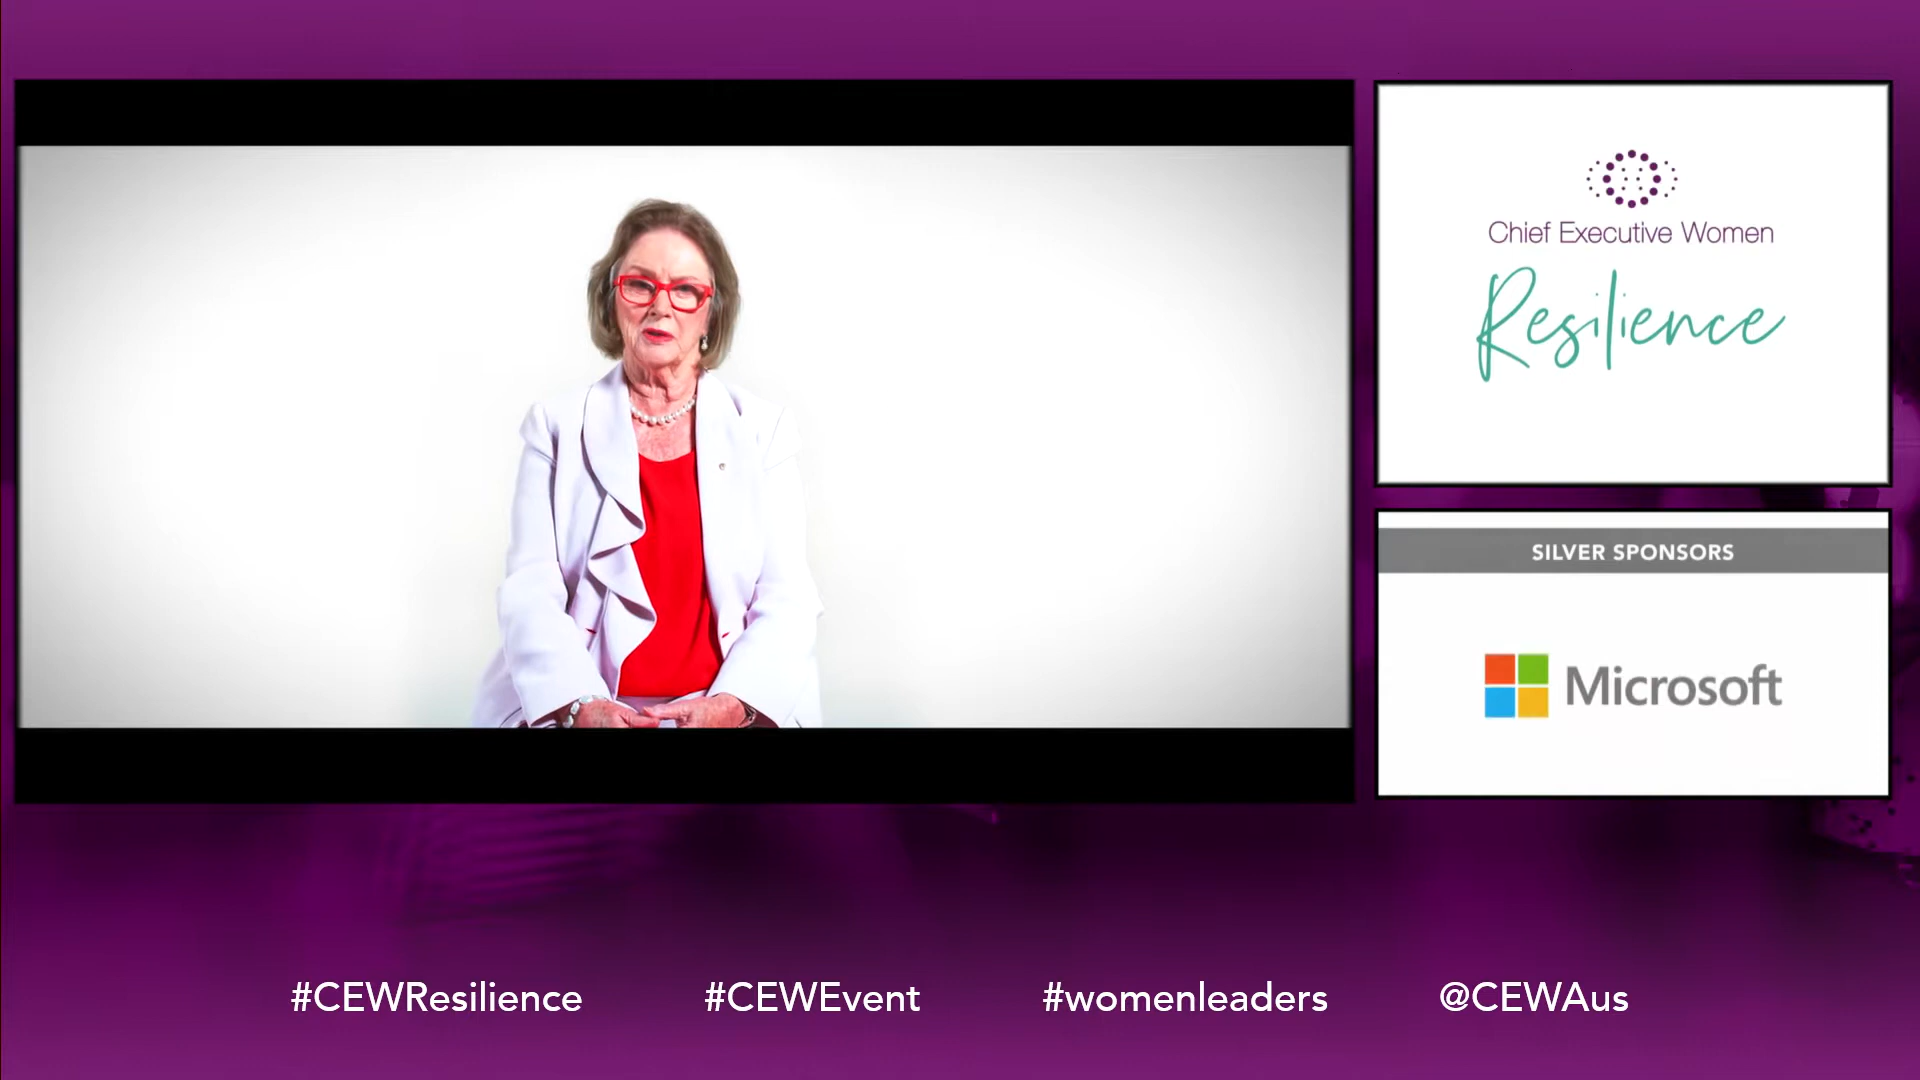 Chief Executive Women
Resilience
SILVER SPONSORS
Microsoft
#CEWResilience #CEWEvent #womenleaders @CEWAus